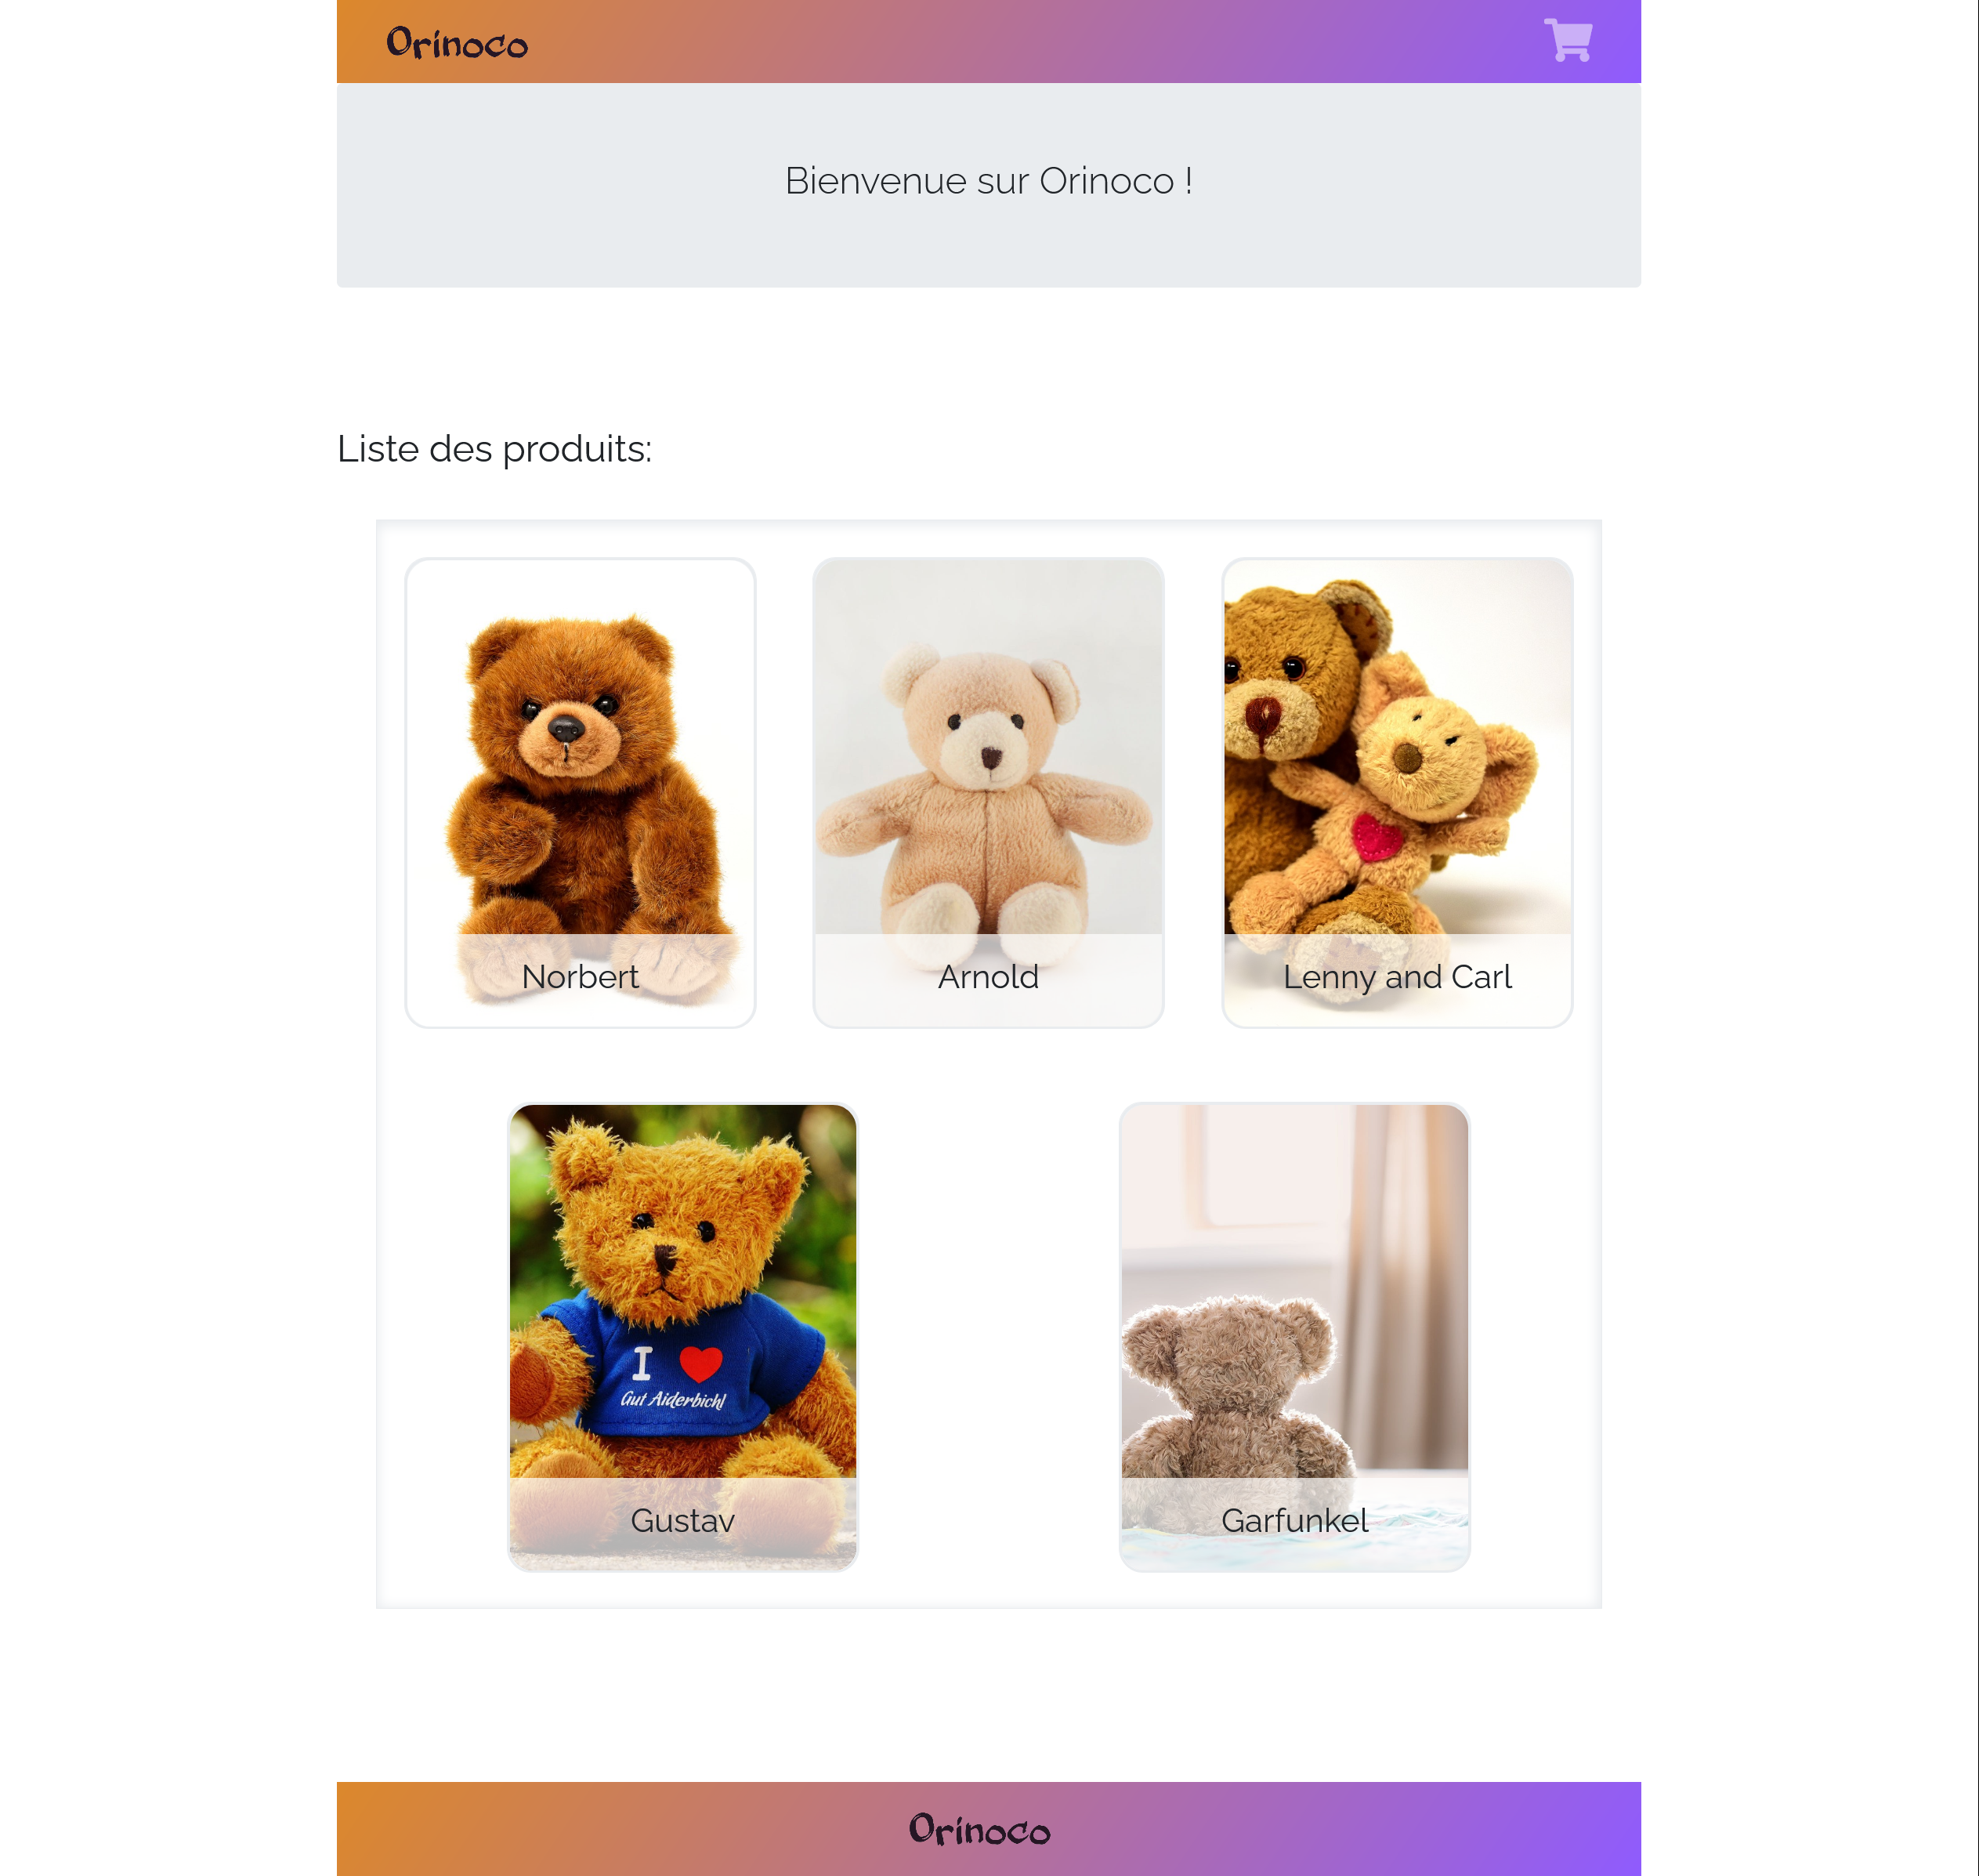 Orinoco
Bienvenue sur Orinoco !
Liste des produits:
Norbert
Arnold
Lenny and Carl
I
Gut Aiderbichl
Gustav
Garfunkel
Orinoco